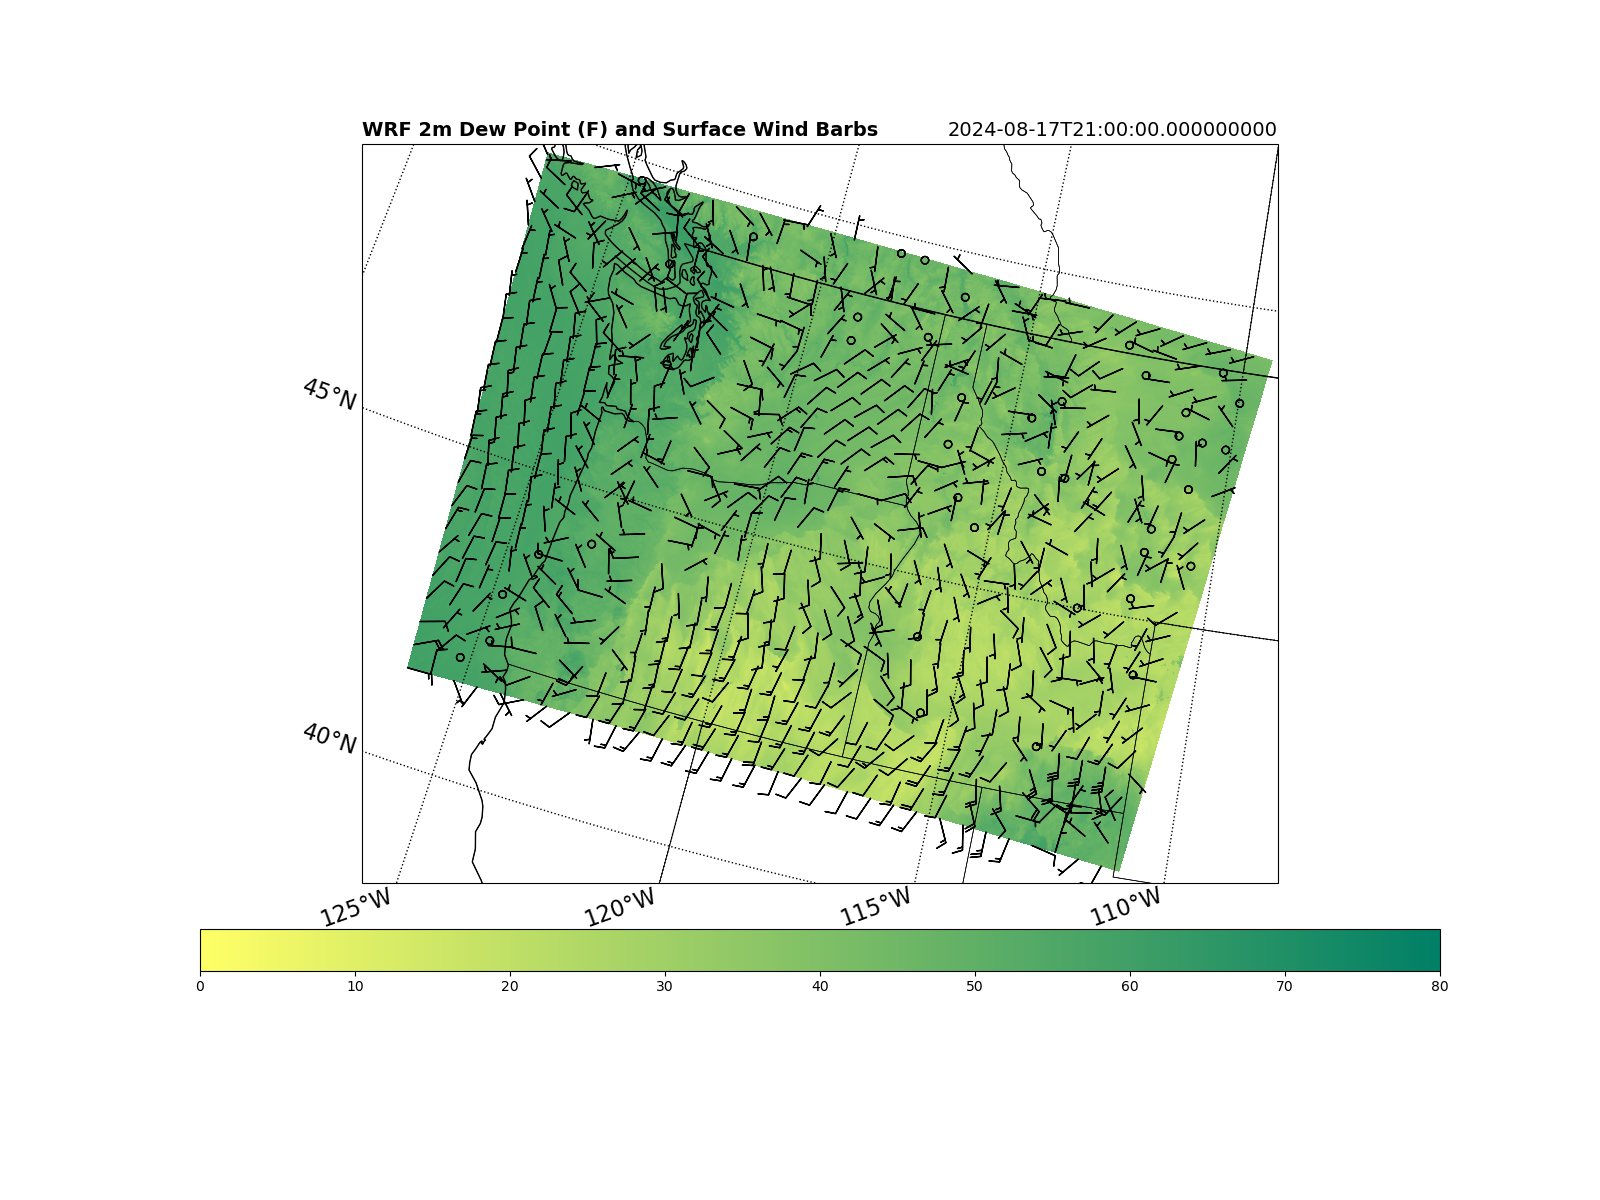 WRF 2m Dew Point (F) and Surface Wind Barbs 2024-08-17T21:00:00.000000000
45°N
40°N
125°W 120°W 115°W 110°W
0 10 20 30 40 50 60 70 80